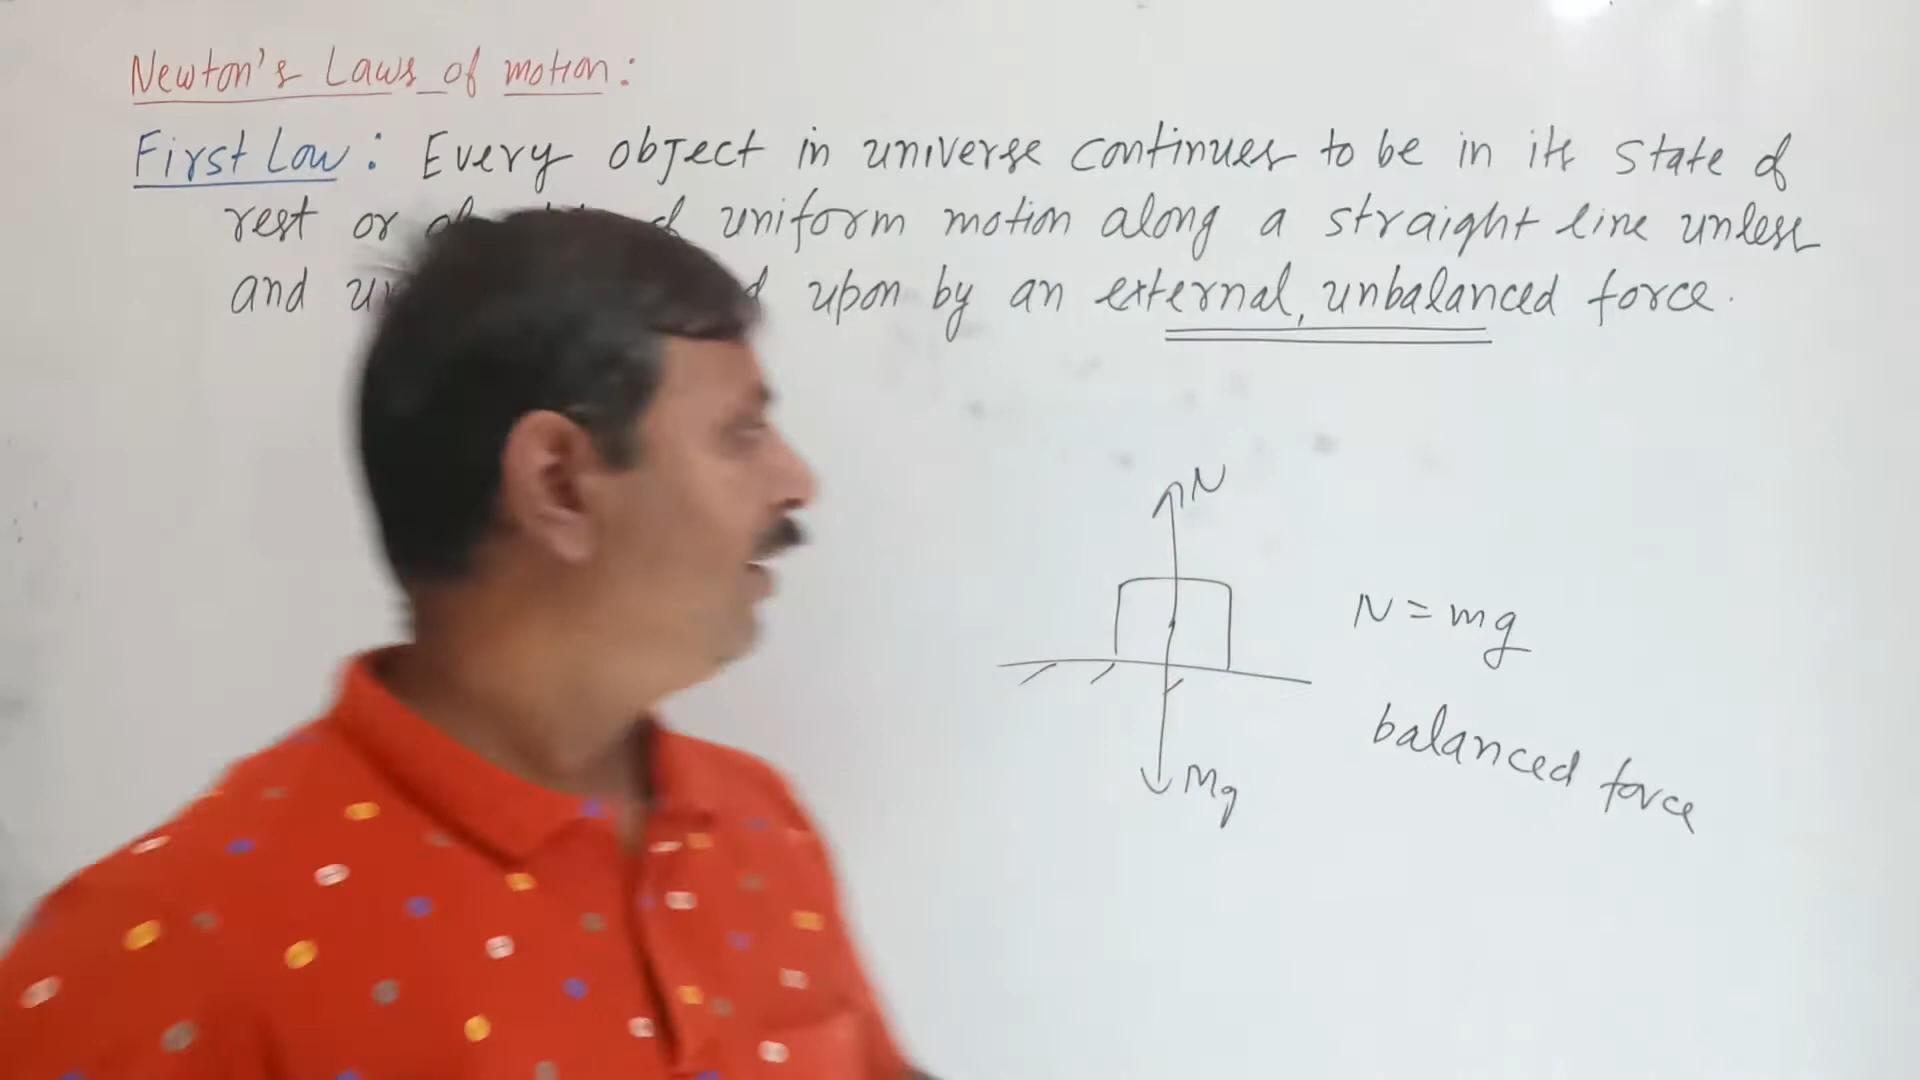 Newton's Laws of motion:
First Law: Every object in universe continues to be in its state of
rest or of uniform motion along a straight line unless
and upon by an external, unbalanced force.
N
N = mg
balanced force
Mg